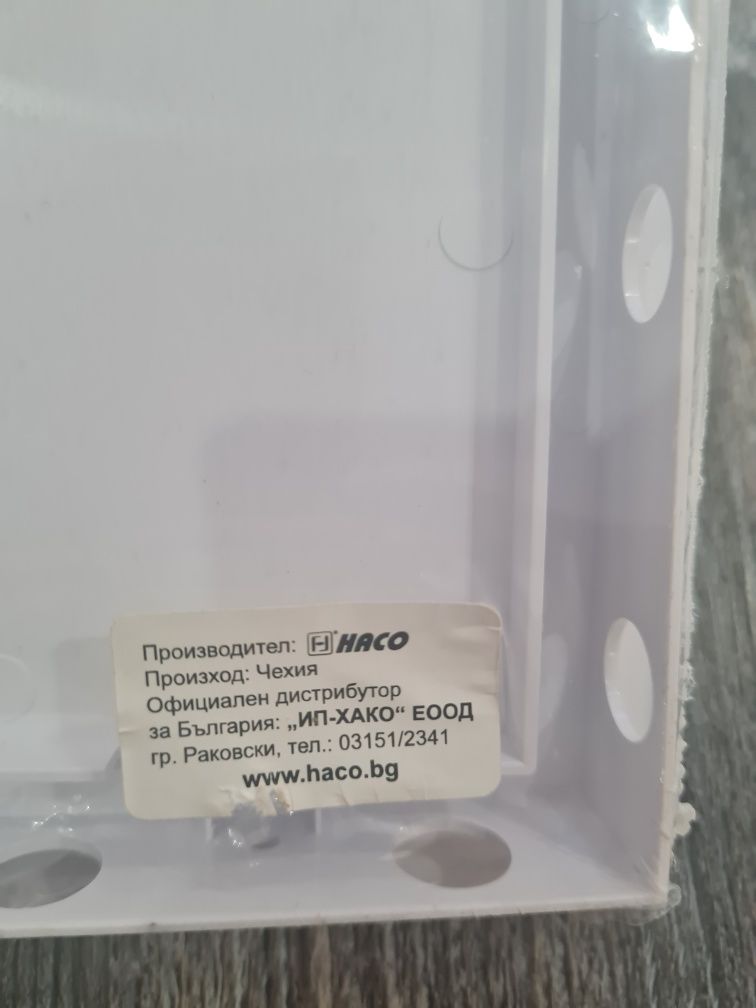 Производител: HACO
Произход: Чехия
Официален дистрибутор
за България: „ИП-ХАКО“ ЕООД
гр. Раковски, тел.: 03151/2341
www.haco.bg